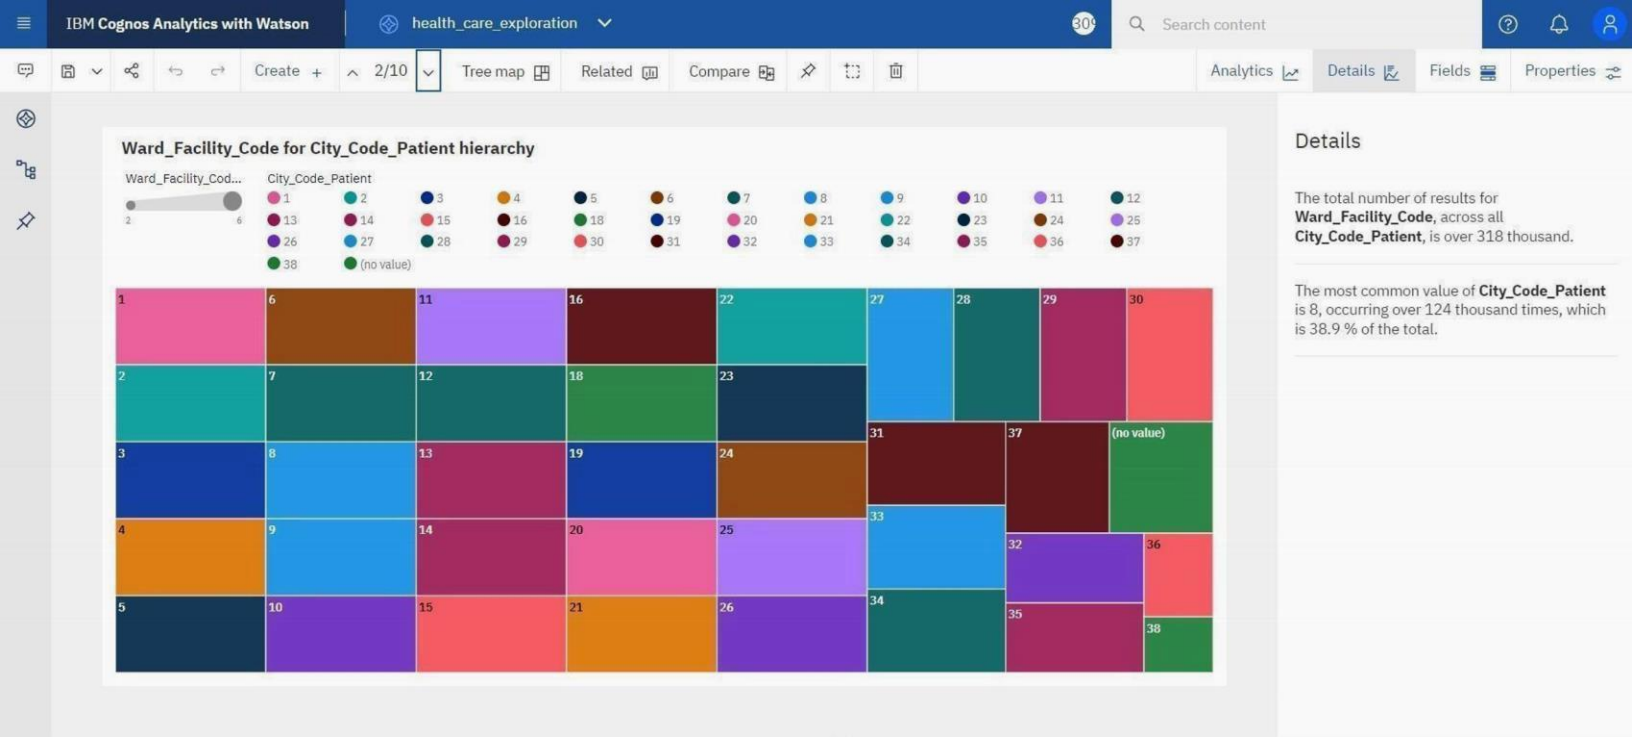 IBM Cognos Analytics with Watson
health_care_exploration
Search content
Create +
2/10
Tree map
Related
Compare
Analytics
Details
Fields
Properties
Ward_Facility_Code for City_Code_Patient hierarchy
Ward_Facility_Cod...
2 6
City_Code_Patient
1 2 3 4 5 6 7 8 9 10 11 12
13 14 15 16 18 19 20 21 22 23 24 25
26 27 28 29 30 31 32 33 34 35 36 37
38 (no value)
1 6 11 16 22 27 28 29 30
2 7 12 18 23
31 37 (no value)
3 8 13 19 24
33
4 9 14 20 25
32 36
34
5 10 15 21 26
35
38
Details
The total number of results for
Ward_Facility_Code, across all
City_Code_Patient, is over 318 thousand.
The most common value of City_Code_Patient
is 8, occurring over 124 thousand times, which
is 38.9 % of the total.